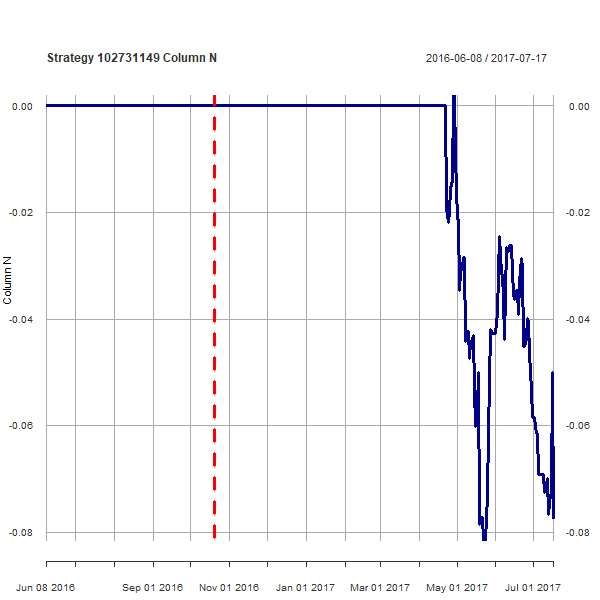 Strategy 102731149 Column N
2016-06-08 / 2017-07-17
0.00
0.00
-0.02
-0.02
Column N
-0.04
-0.04
-0.06
-0.06
-0.08
-0.08
Jun 08 2016
Sep 01 2016
Nov 01 2016
Jan 01 2017
Mar 01 2017
May 01 2017
Jul 01 2017